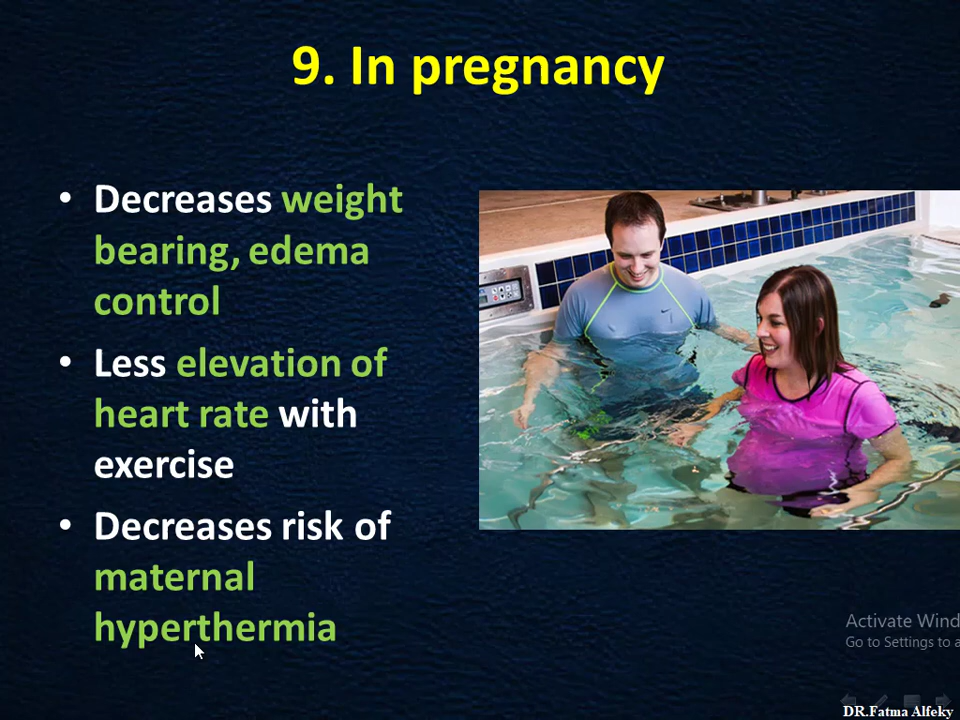 9. In pregnancy
• Decreases weight
bearing, edema
control
• Less elevation of
heart rate with
exercise
• Decreases risk of
maternal
hyperthermia
Activate Wind
Go to Settings to a
DR.Fatma Alfeky